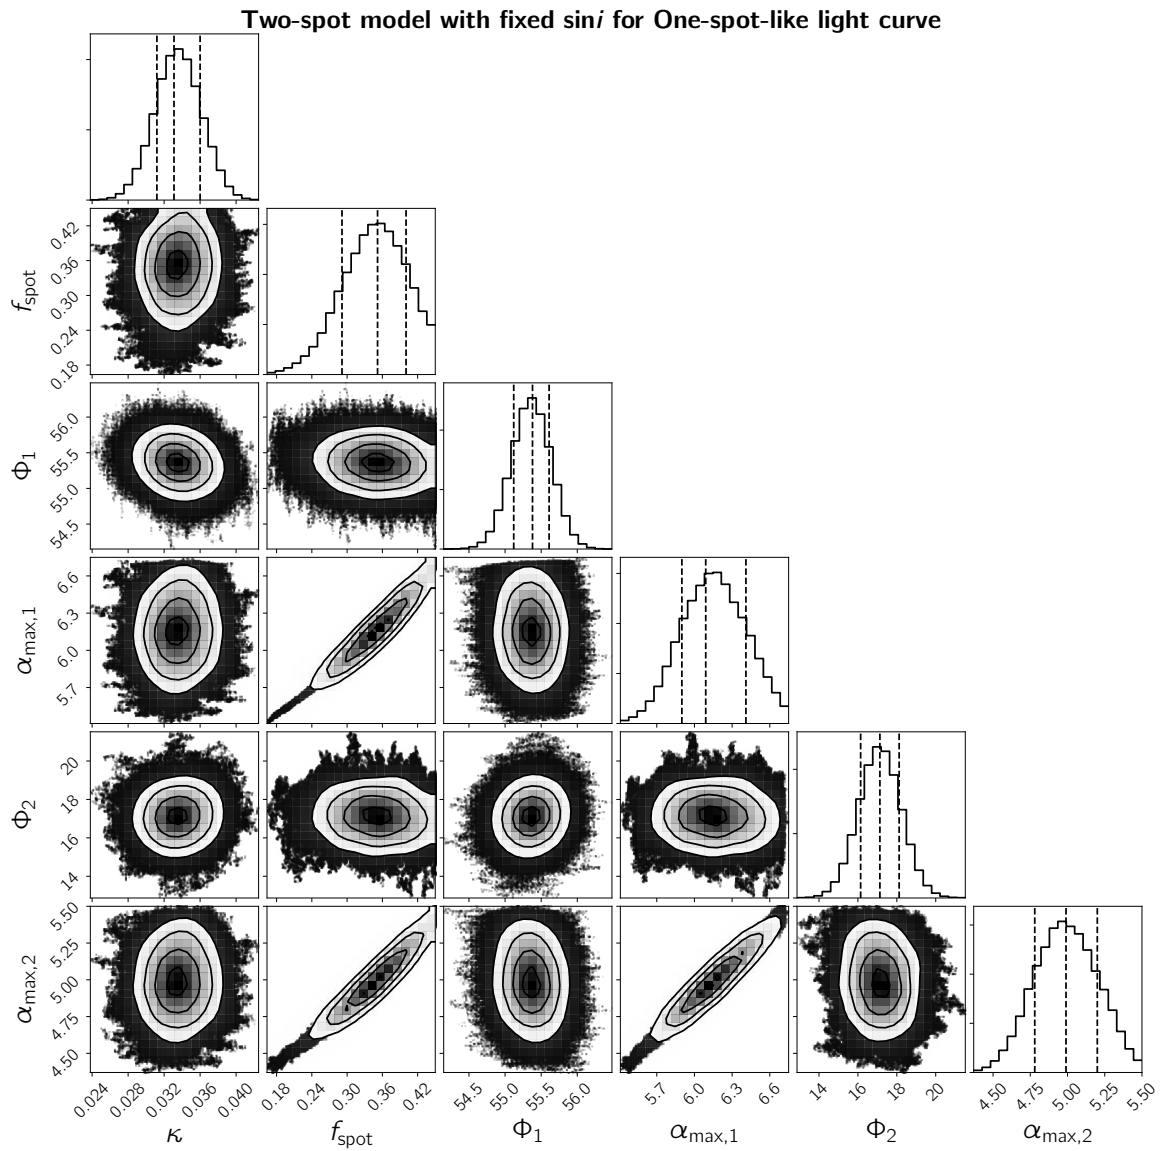 Two-spot model with fixed sini for One-spot-like light curve
f_spot
0.42
0.36
0.30
0.24
0.18
Φ_1
56.0
55.5
55.0
54.5
α_max,1
6.6
6.3
6.0
5.7
Φ_2
20
18
16
14
α_max,2
5.50
5.25
5.00
4.75
4.50
0.024 0.028 0.032 0.036 0.040
κ
0.18 0.24 0.30 0.36 0.42
f_spot
54.5 55.0 55.5 56.0
Φ_1
5.7 6.0 6.3 6.6
α_max,1
14 16 18 20
Φ_2
4.50 4.75 5.00 5.25 5.50
α_max,2